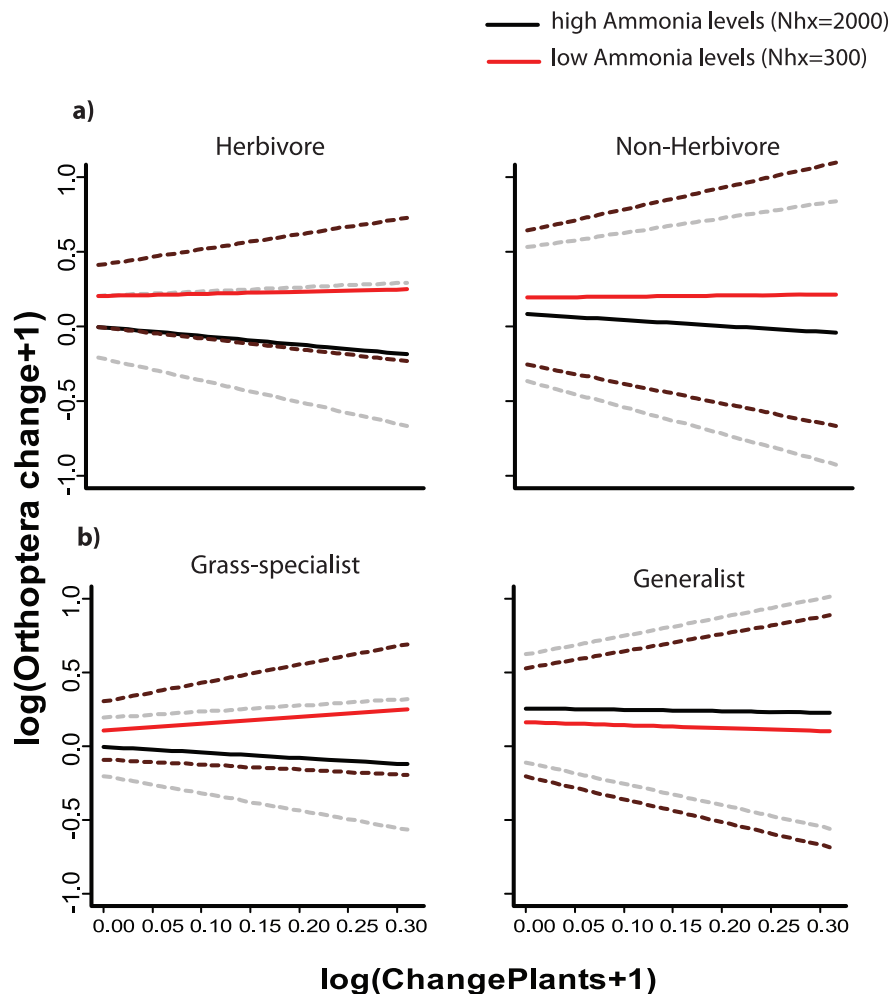 high Ammonia levels (Nhx=2000)
low Ammonia levels (Nhx=300)
a)
Herbivore
Non-Herbivore
1.0
0.5
0.0
-0.5
-1.0
b)
Grass-specialist
Generalist
1.0
0.5
0.0
-0.5
-1.0
log(Orthoptera change+1)
0.00 0.05 0.10 0.15 0.20 0.25 0.30
0.00 0.05 0.10 0.15 0.20 0.25 0.30
log(ChangePlants+1)